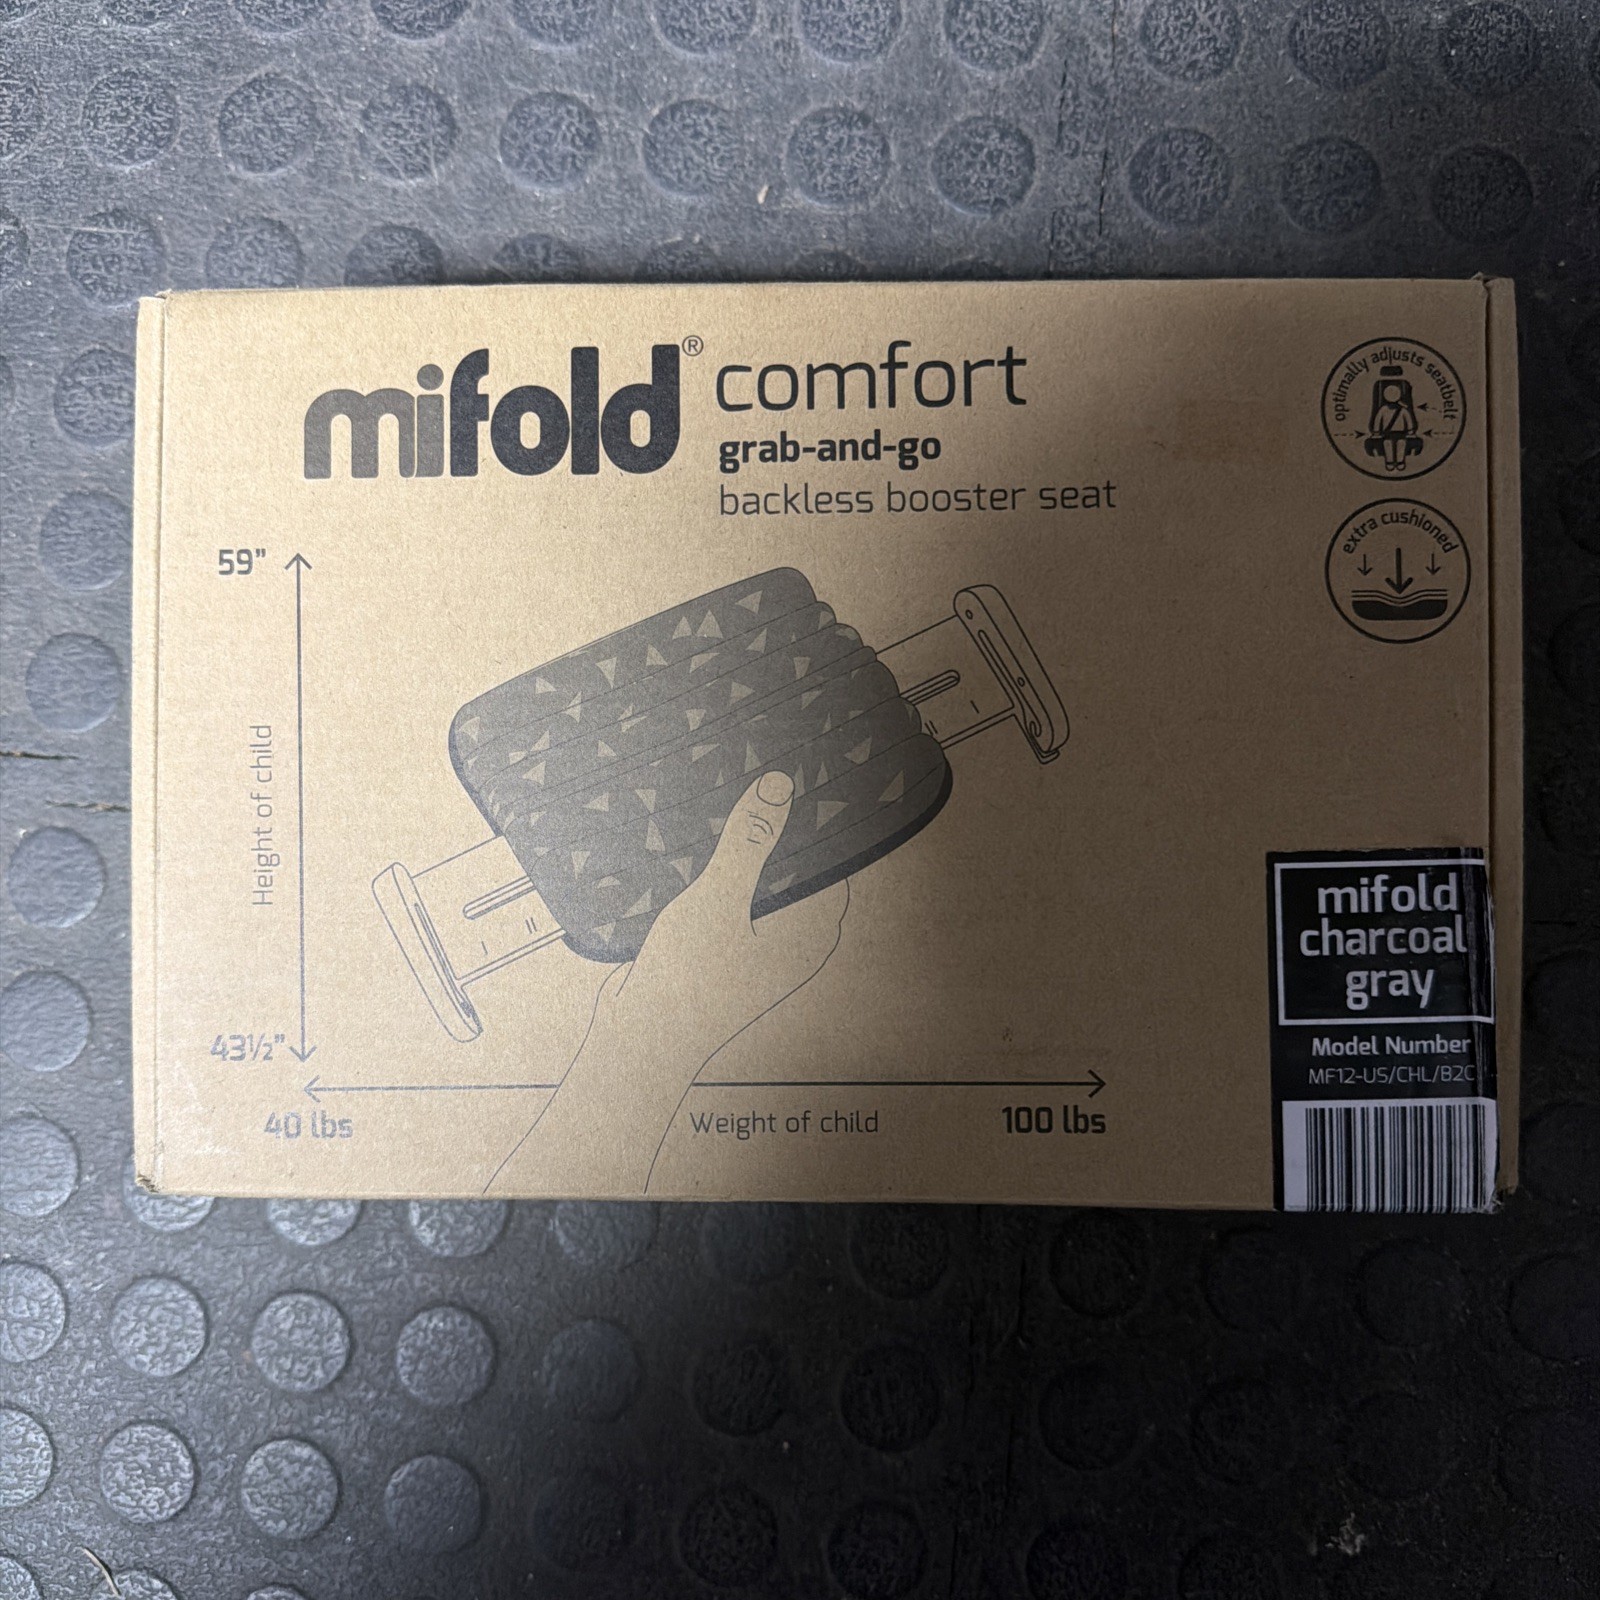 mifold® comfort
grab-and-go
backless booster seat
optimally adjusts seatbelt
extra cushioned
59”
Height of child
43½”
40 lbs
Weight of child
100 lbs
mifold
charcoal
gray
Model Number
MF12-US/CHL/B2C